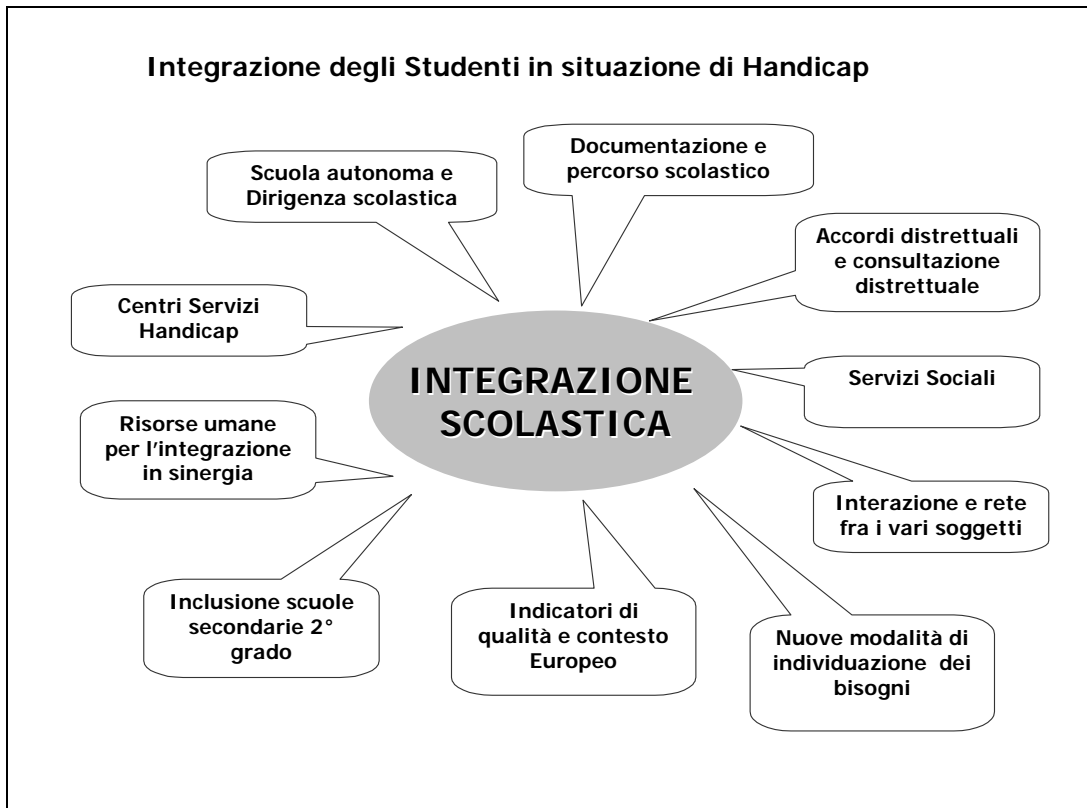 Integrazione degli Studenti in situazione di Handicap
Documentazione e
percorso scolastico
Scuola autonoma e
Dirigenza scolastica
Accordi distrettuali
e consultazione
distrettuale
Centri Servizi
Handicap
INTEGRAZIONE
SCOLASTICA
Servizi Sociali
Risorse umane
per l'integrazione
in sinergia
Interazione e rete
fra i vari soggetti
Inclusione scuole
secondarie 2°
grado
Indicatori di
qualità e contesto
Europeo
Nuove modalità di
individuazione dei
bisogni